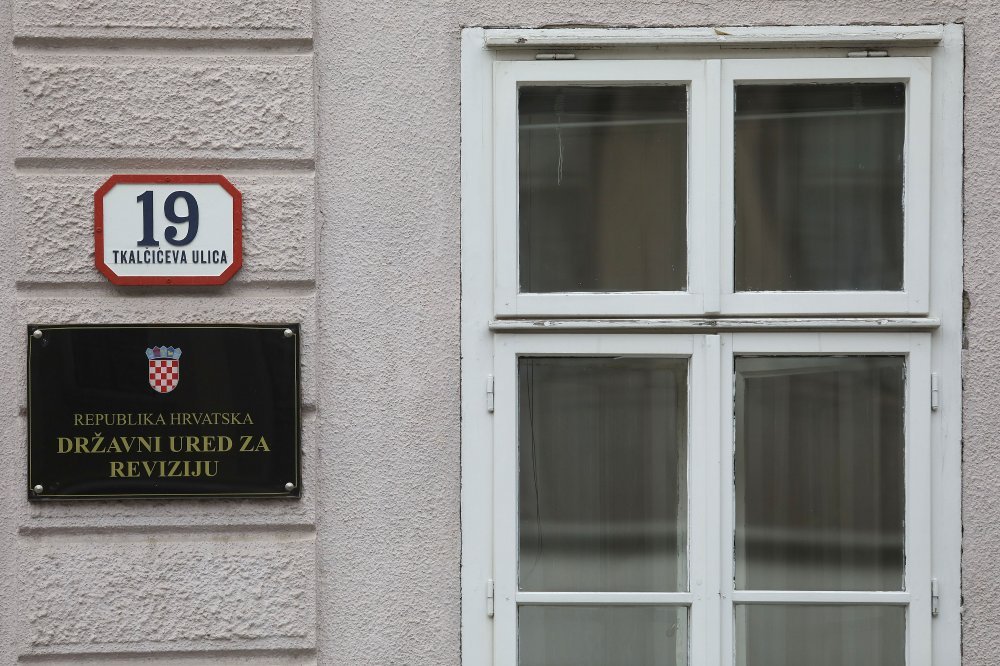 19
TKALČIĆEVA ULICA
REPUBLIKA HRVATSKA
DRŽAVNI URED ZA
REVIZIJU